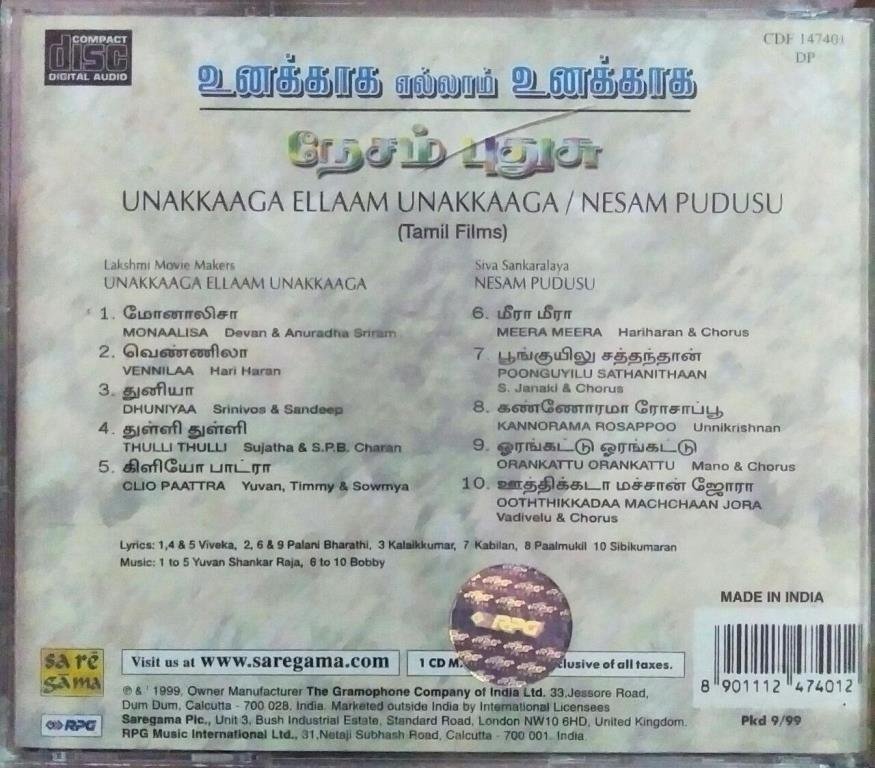 COMPACT
disc
DIGITAL AUDIO
CDF 147401
DP
உனக்காக எல்லாம் உனக்காக
நேசம் புதுசு
UNAKKAAGA ELLAAM UNAKKAAGA / NESAM PUDUSU
(Tamil Films)
Lakshmi Movie Makers
UNAKKAAGA ELLAAM UNAKKAAGA
1. மோனாலிசா
MONAALISA Devan & Anuradha Sriram
2. வெண்ணிலா
VENNILAA Hari Haran
3. துனியா
DHUNIYAA Srinivos & Sandeep
4. துள்ளி துள்ளி
THULLI THULLI Sujatha & S.P.B. Charan
5. கிளியோ பாட்ரா
CLIO PAATTRA Yuvan, Timmy & Sowmya
Siva Sankaralaya
NESAM PUDUSU
6. மீரா மீரா
MEERA MEERA Hariharan & Chorus
7. பூங்குயிலு சத்தந்தான்
POONGUYILU SATHANITHAAN
S. Janaki & Chorus
8. கண்ணோரமா ரோசாப்பூ
KANNORAMA ROSAPPOO Unnikrishnan
9. ஓரங்கட்டு ஓரங்கட்டு
ORANKATTU ORANKATTU Mano & Chorus
10. ஊத்திக்கடா மச்சான் ஜோரா
OOTHTHIKKADAA MACHCHAAN JORA
Vadivelu & Chorus
Lyrics: 1,4 & 5 Viveka, 2, 6 & 9 Palani Bharathi, 3 Kalaikkumar, 7 Kabilan, 8 Paalmukil 10 Sibikumaran
Music: 1 to 5 Yuvan Shankar Raja, 6 to 10 Bobby
RPG
MADE IN INDIA
sa rē
gāma
Visit us at www.saregama.com
1 CD M. clusive of all taxes.
8 901112 474012
℗ & © 1999, Owner Manufacturer The Gramophone Company of India Ltd. 33,Jessore Road,
Dum Dum, Calcutta - 700 028, India. Marketed outside India by International Licensees
Saregama Plc., Unit 3, Bush Industrial Estate, Standard Road, London NW10 6HD, United Kingdom.
RPG Music International Ltd., 31,Netaji Subhash Road, Calcutta - 700 001. India.
RPG
Pkd 9/99